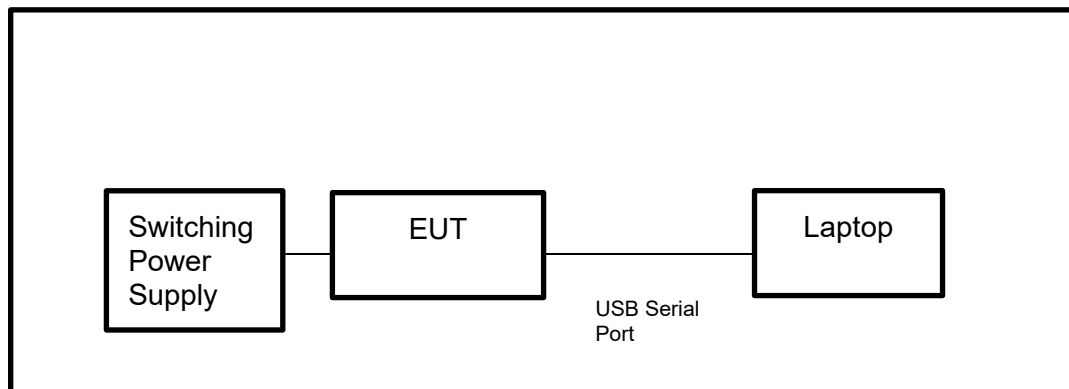 Switching
Power
Supply
EUT
Laptop
USB Serial
Port